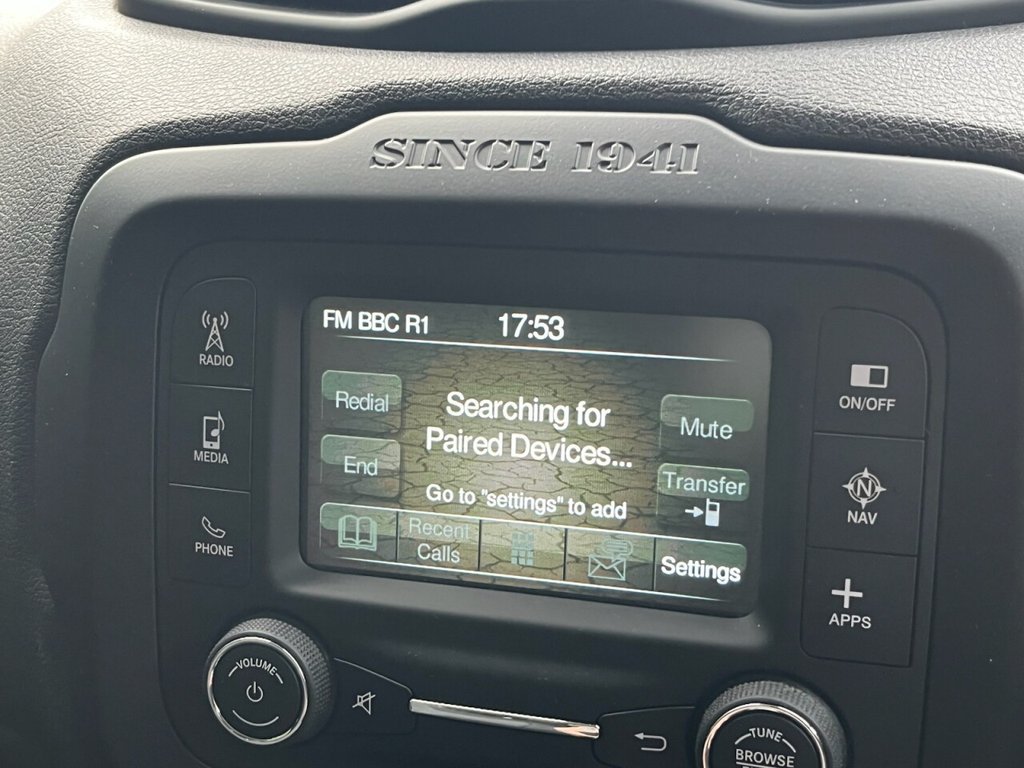 SINCE 1941
FM BBC R1 17:53
RADIO
MEDIA
PHONE
Redial
End
Searching for
Paired Devices...
Go to "settings" to add
Mute
Transfer
Recent
Calls
Settings
ON/OFF
N
NAV
APPS
VOLUME
TUNE
BROWSE